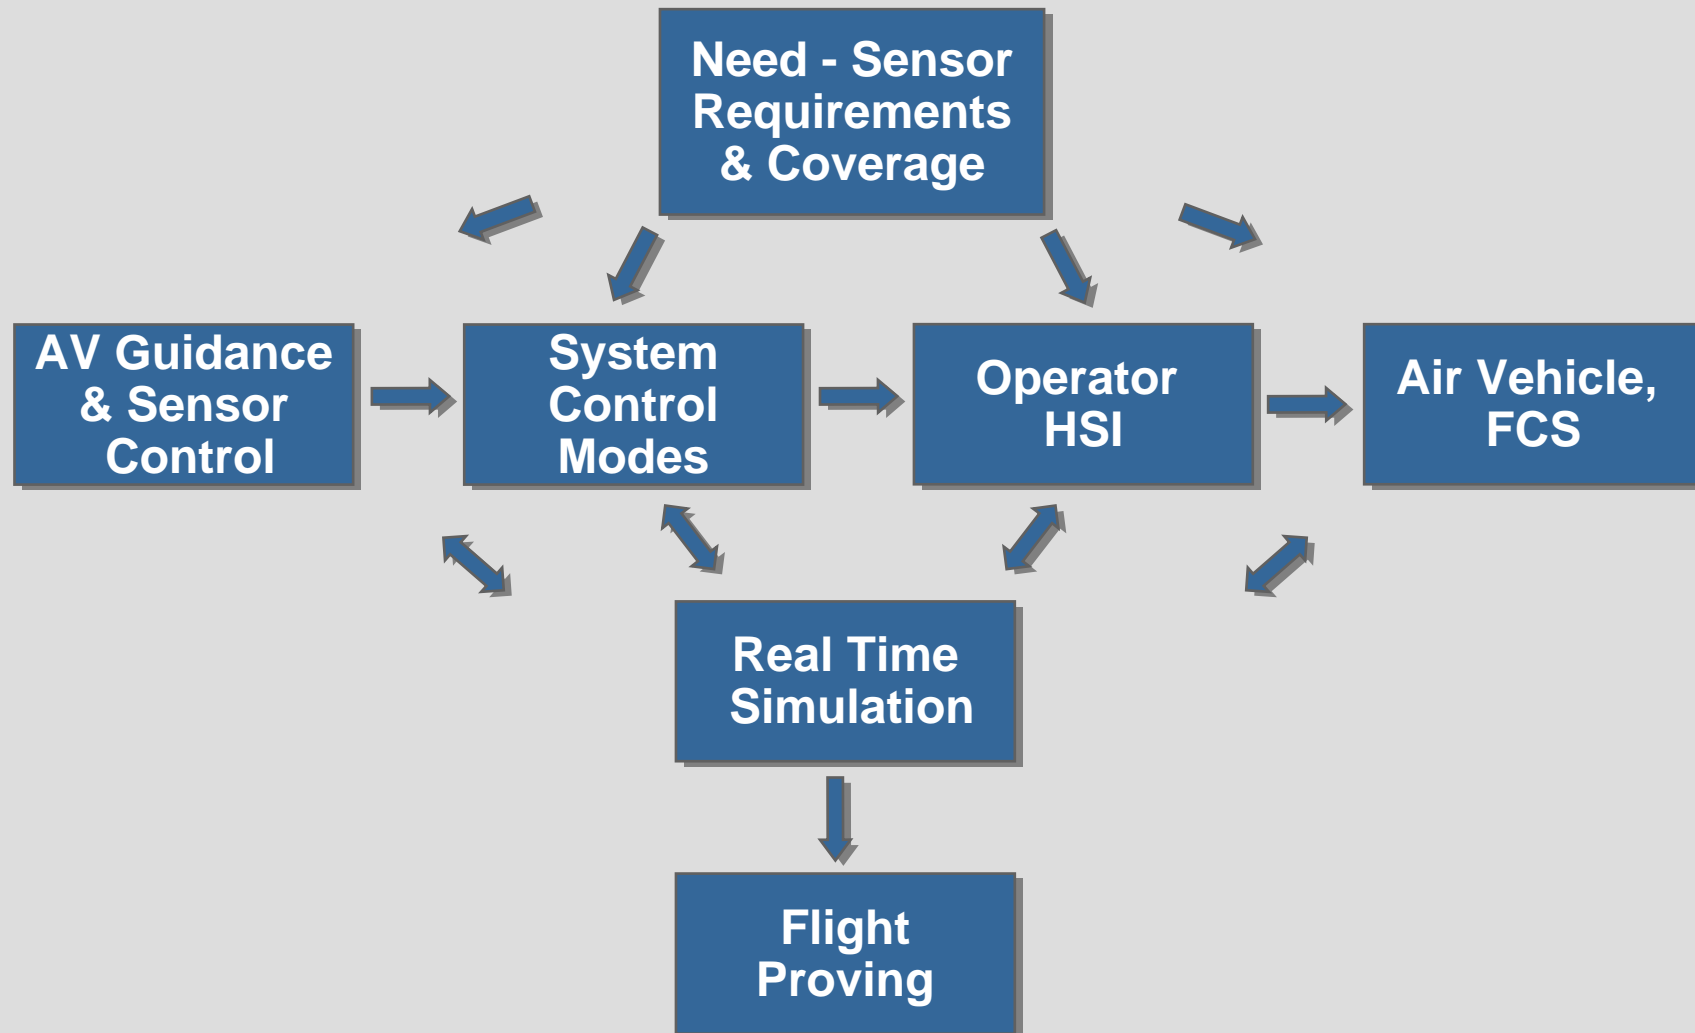 Need - Sensor
Requirements
& Coverage
AV Guidance
& Sensor
Control
System
Control
Modes
Operator
HSI
Air Vehicle,
FCS
Real Time
Simulation
Flight
Proving